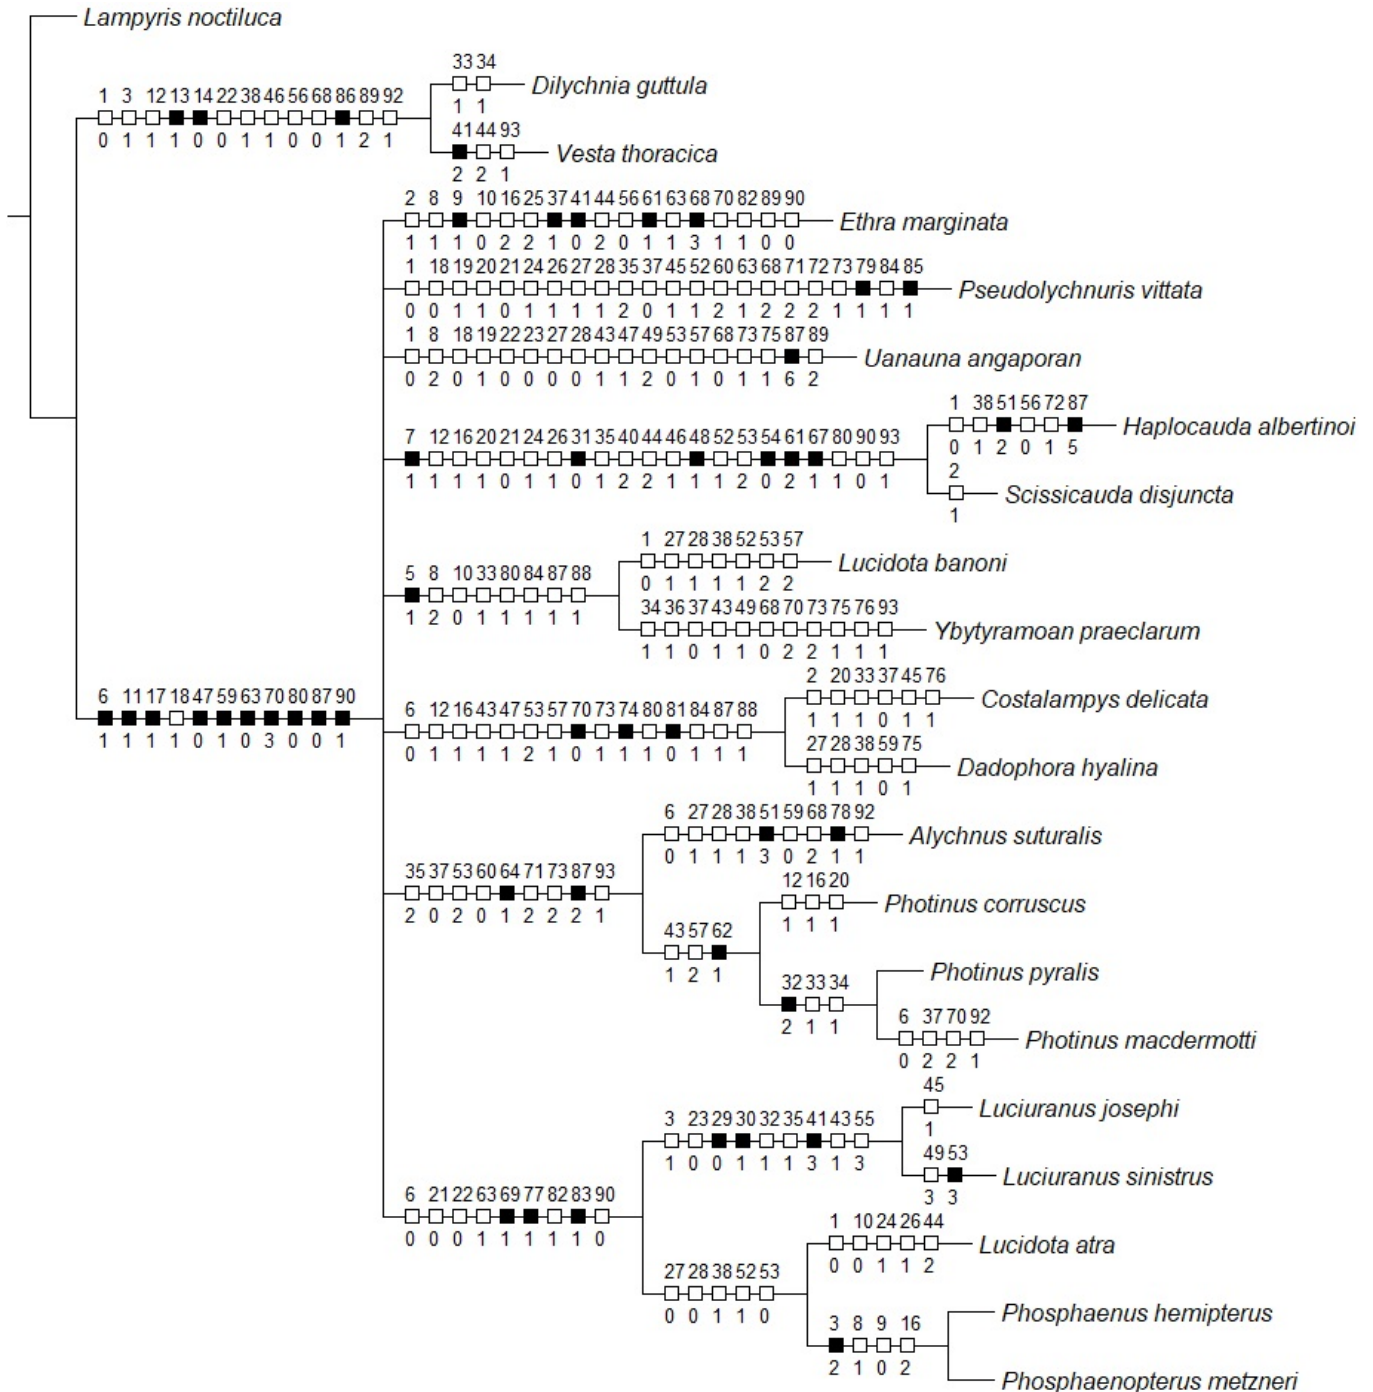 Lampyris noctiluca
33 34
Dilychnia guttula
1 3 12 13 14 22 38 46 56 68 86 89 92
1 1
0 1 1 1 0 0 1 1 0 0 1 2 1
41 44 93
Vesta thoracica
2 2 1
2 8 9 10 16 25 37 41 44 56 61 63 68 70 82 89 90
Ethra marginata
1 1 1 0 2 2 1 0 2 0 1 1 3 1 1 0 0
1 18 19 20 21 24 26 27 28 35 37 45 52 60 63 68 71 72 73 79 84 85
Pseudolychnuris vittata
0 0 1 1 0 1 1 1 1 2 0 1 1 2 1 2 2 2 1 1 1 1
1 8 18 19 22 23 27 28 43 47 49 53 57 68 73 75 87 89
Uanauna angaporan
0 2 0 1 0 0 0 0 1 1 2 0 1 0 1 1 6 2
1 38 51 56 72 87
Haplocauda albertinoi
0 1 2 0 1 5
7 12 16 20 21 24 26 31 35 40 44 46 48 52 53 54 61 67 80 90 93
1 1 1 1 0 1 1 0 1 2 2 1 1 1 2 0 2 1 1 0 1
2
Scissicauda disjuncta
1
1 27 28 38 52 53 57
Lucidota banoni
0 1 1 1 1 2 2
5 8 10 33 80 84 87 88
1 2 0 1 1 1 1 1
34 36 37 43 49 68 70 73 75 76 93
Ybytyramoan praeclarum
1 1 0 1 1 0 2 2 1 1 1
2 20 33 37 45 76
Costalampys delicata
1 1 1 0 1 1
6 11 17 18 47 59 63 70 80 87 90
1 1 1 1 0 1 0 3 0 0 1
6 12 16 43 47 53 57 70 73 74 80 81 84 87 88
0 1 1 1 1 2 1 0 1 1 1 0 1 1 1
27 28 38 59 75
Dadophora hyalina
1 1 1 0 1
6 27 28 38 51 59 68 78 92
Alychnus suturalis
0 1 1 1 3 0 2 1 1
35 37 53 60 64 71 73 87 93
2 0 2 0 1 2 2 2 1
12 16 20
Photinus corruscus
1 1 1
43 57 62
1 2 1
Photinus pyralis
32 33 34
2 1 1
6 37 70 92
Photinus macdermotti
0 2 2 1
45
Luciuranus josephi
1
3 23 29 30 32 35 41 43 55
1 0 0 1 1 1 3 1 3
49 53
Luciuranus sinistrus
3 3
6 21 22 63 69 77 82 83 90
0 0 0 1 1 1 1 1 0
1 10 24 26 44
Lucidota atra
0 0 1 1 2
27 28 38 52 53
0 0 1 1 0
Phosphaenus hemipterus
3 8 9 16
2 1 0 2
Phosphaenopterus metzneri